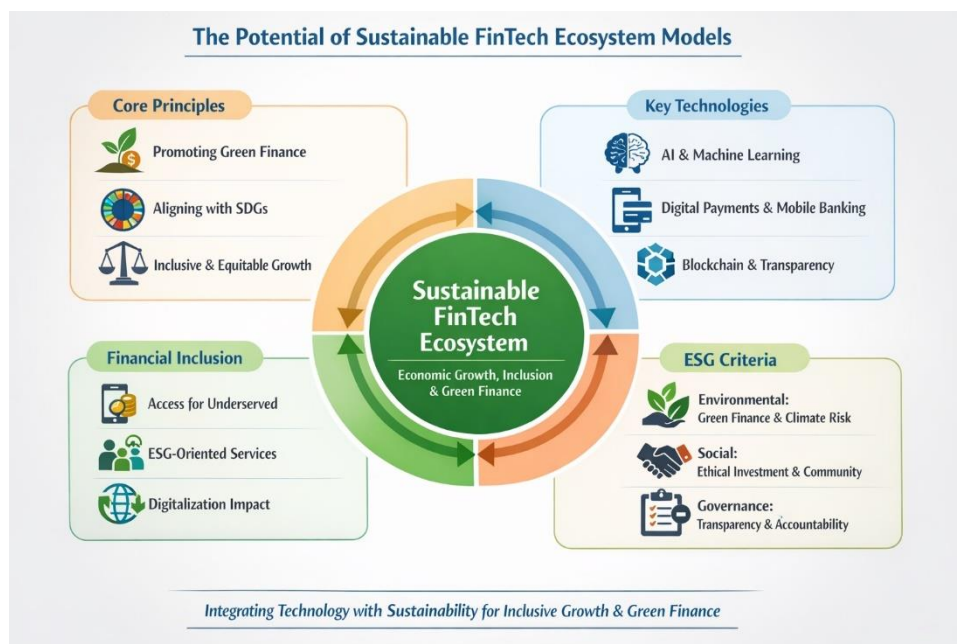 The Potential of Sustainable FinTech Ecosystem Models
Core Principles
Promoting Green Finance
Aligning with SDGs
Inclusive & Equitable Growth
Key Technologies
AI & Machine Learning
Digital Payments & Mobile Banking
Blockchain & Transparency
Sustainable
FinTech
Ecosystem
Economic Growth, Inclusion
& Green Finance
Financial Inclusion
Access for Underserved
ESG-Oriented Services
Digitalization Impact
ESG Criteria
Environmental:
Green Finance & Climate Risk
Social:
Ethical Investment & Community
Governance:
Transparency & Accountability
Integrating Technology with Sustainability for Inclusive Growth & Green Finance